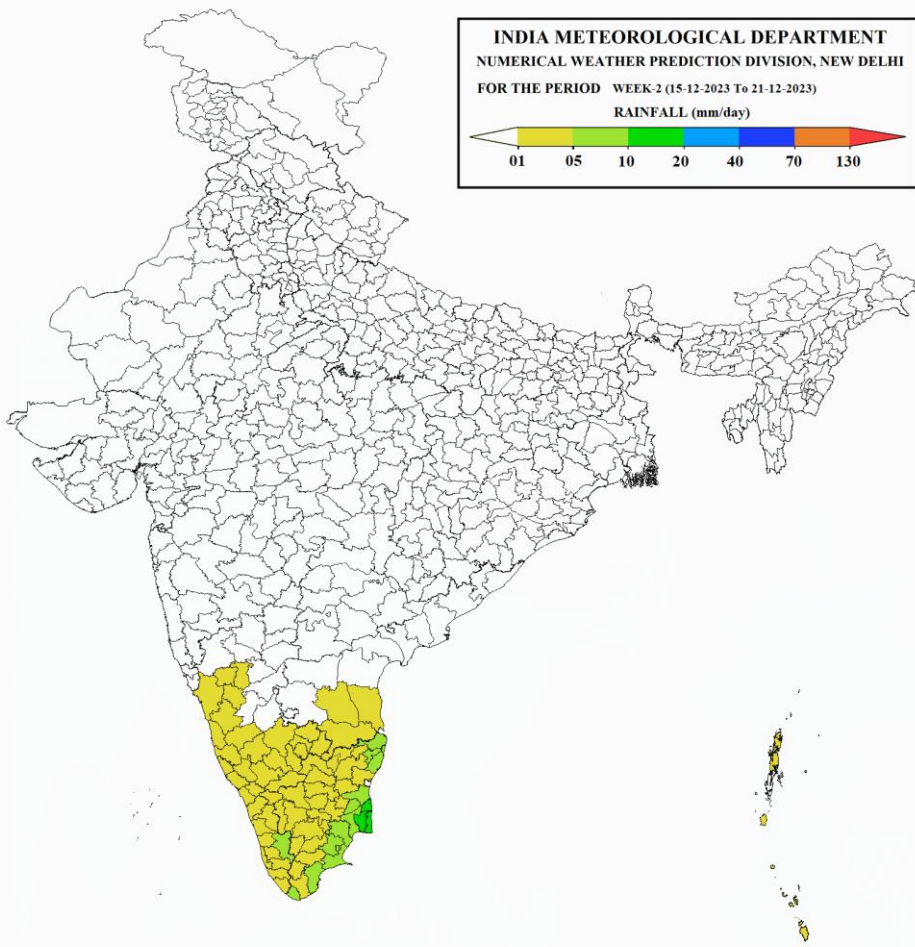 INDIA METEOROLOGICAL DEPARTMENT
NUMERICAL WEATHER PREDICTION DIVISION, NEW DELHI
FOR THE PERIOD WEEK-2 (15-12-2023 To 21-12-2023)
RAINFALL (mm/day)
01 05 10 20 40 70 130